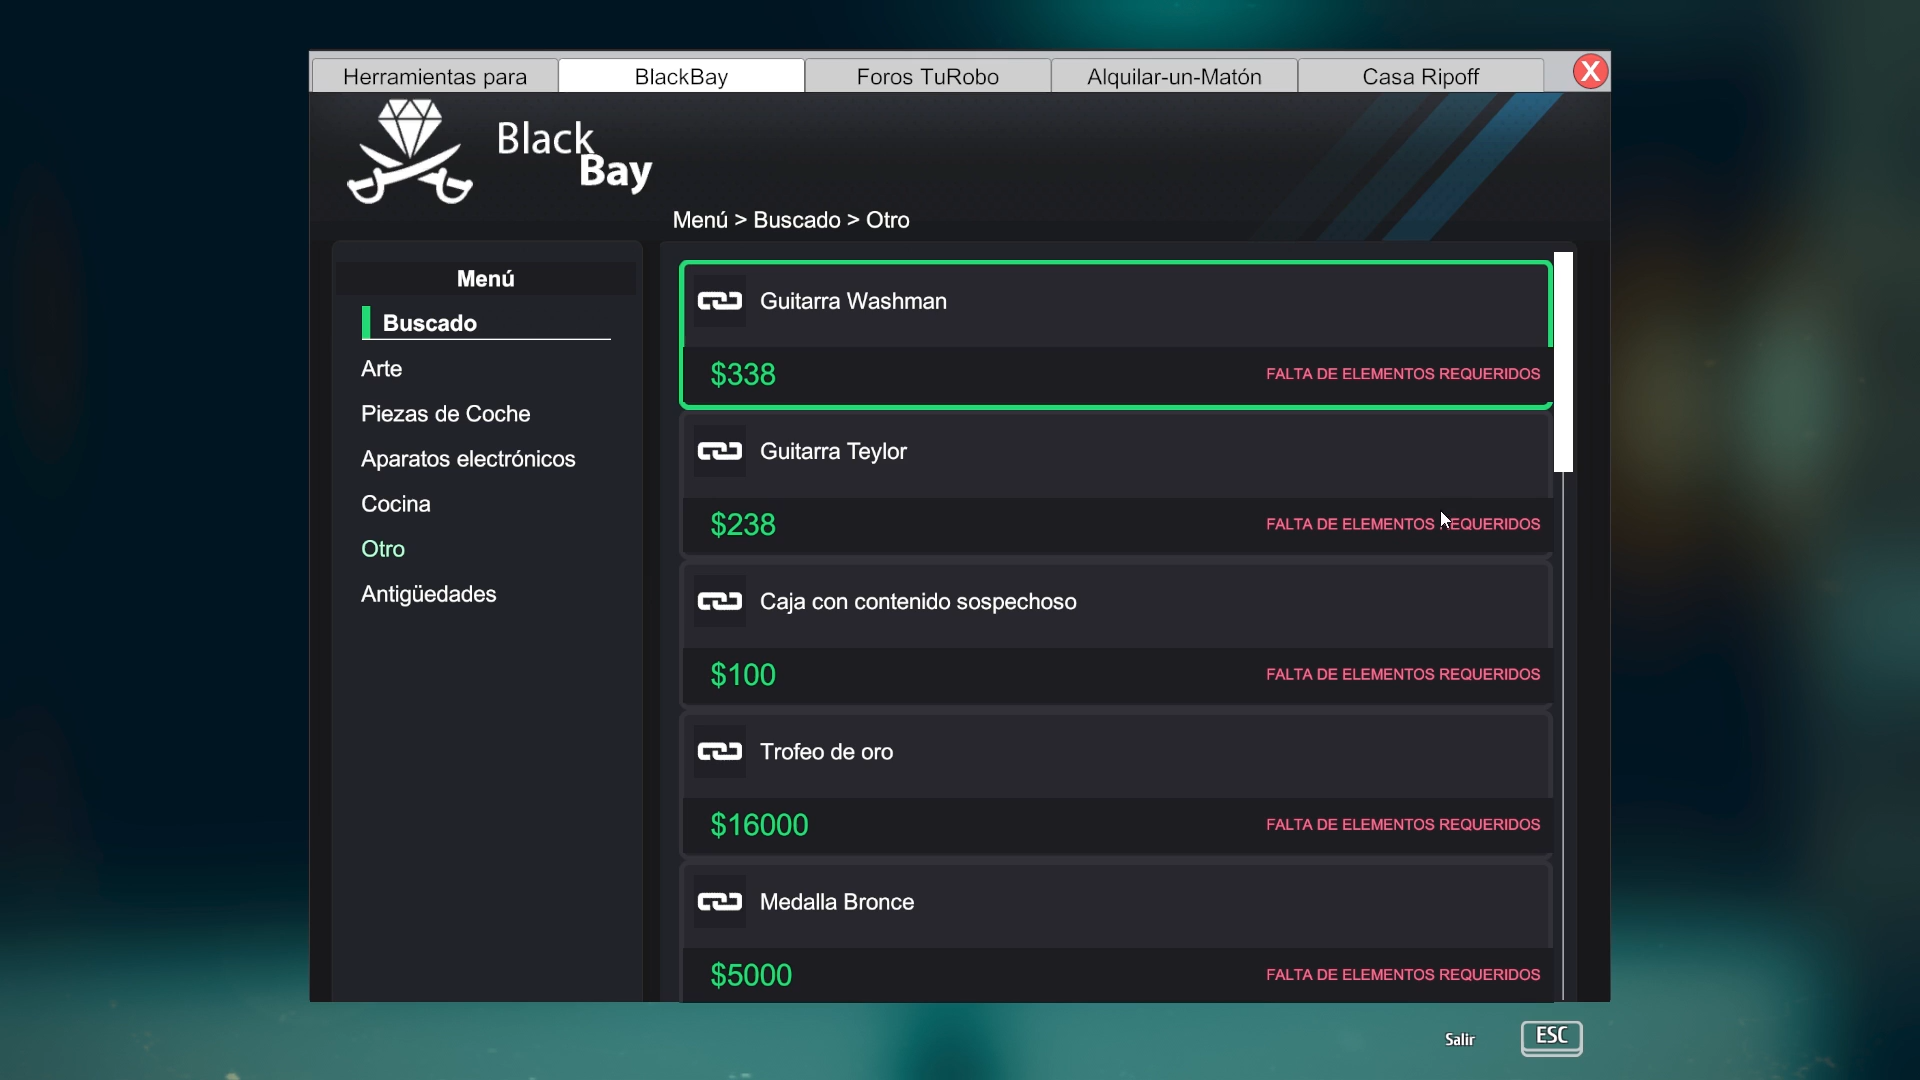 Herramientas para
BlackBay
Foros TuRobo
Alquilar-un-Matón
Casa Ripoff
X
Black
Bay
Menú > Buscado > Otro
Menú
Buscado
Arte
Piezas de Coche
Aparatos electrónicos
Cocina
Otro
Antigüedades
Guitarra Washman
$338
FALTA DE ELEMENTOS REQUERIDOS
Guitarra Teylor
$238
FALTA DE ELEMENTOS REQUERIDOS
Caja con contenido sospechoso
$100
FALTA DE ELEMENTOS REQUERIDOS
Trofeo de oro
$16000
FALTA DE ELEMENTOS REQUERIDOS
Medalla Bronce
$5000
FALTA DE ELEMENTOS REQUERIDOS
Salir
ESC